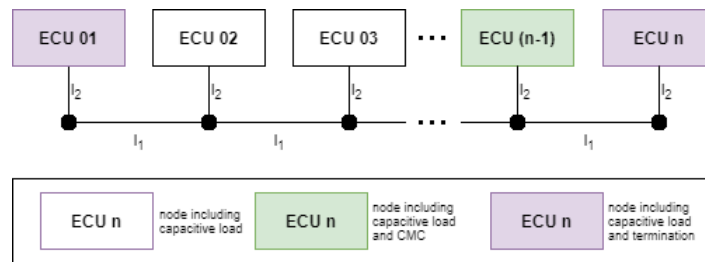 ECU 01 ECU 02 ECU 03 ... ECU (n-1) ECU n
l2 l2 l2 l2 l2
l1 l1 ... l1
ECU n node including capacitive load
ECU n node including capacitive load and CMC
ECU n node including capacitive load and termination